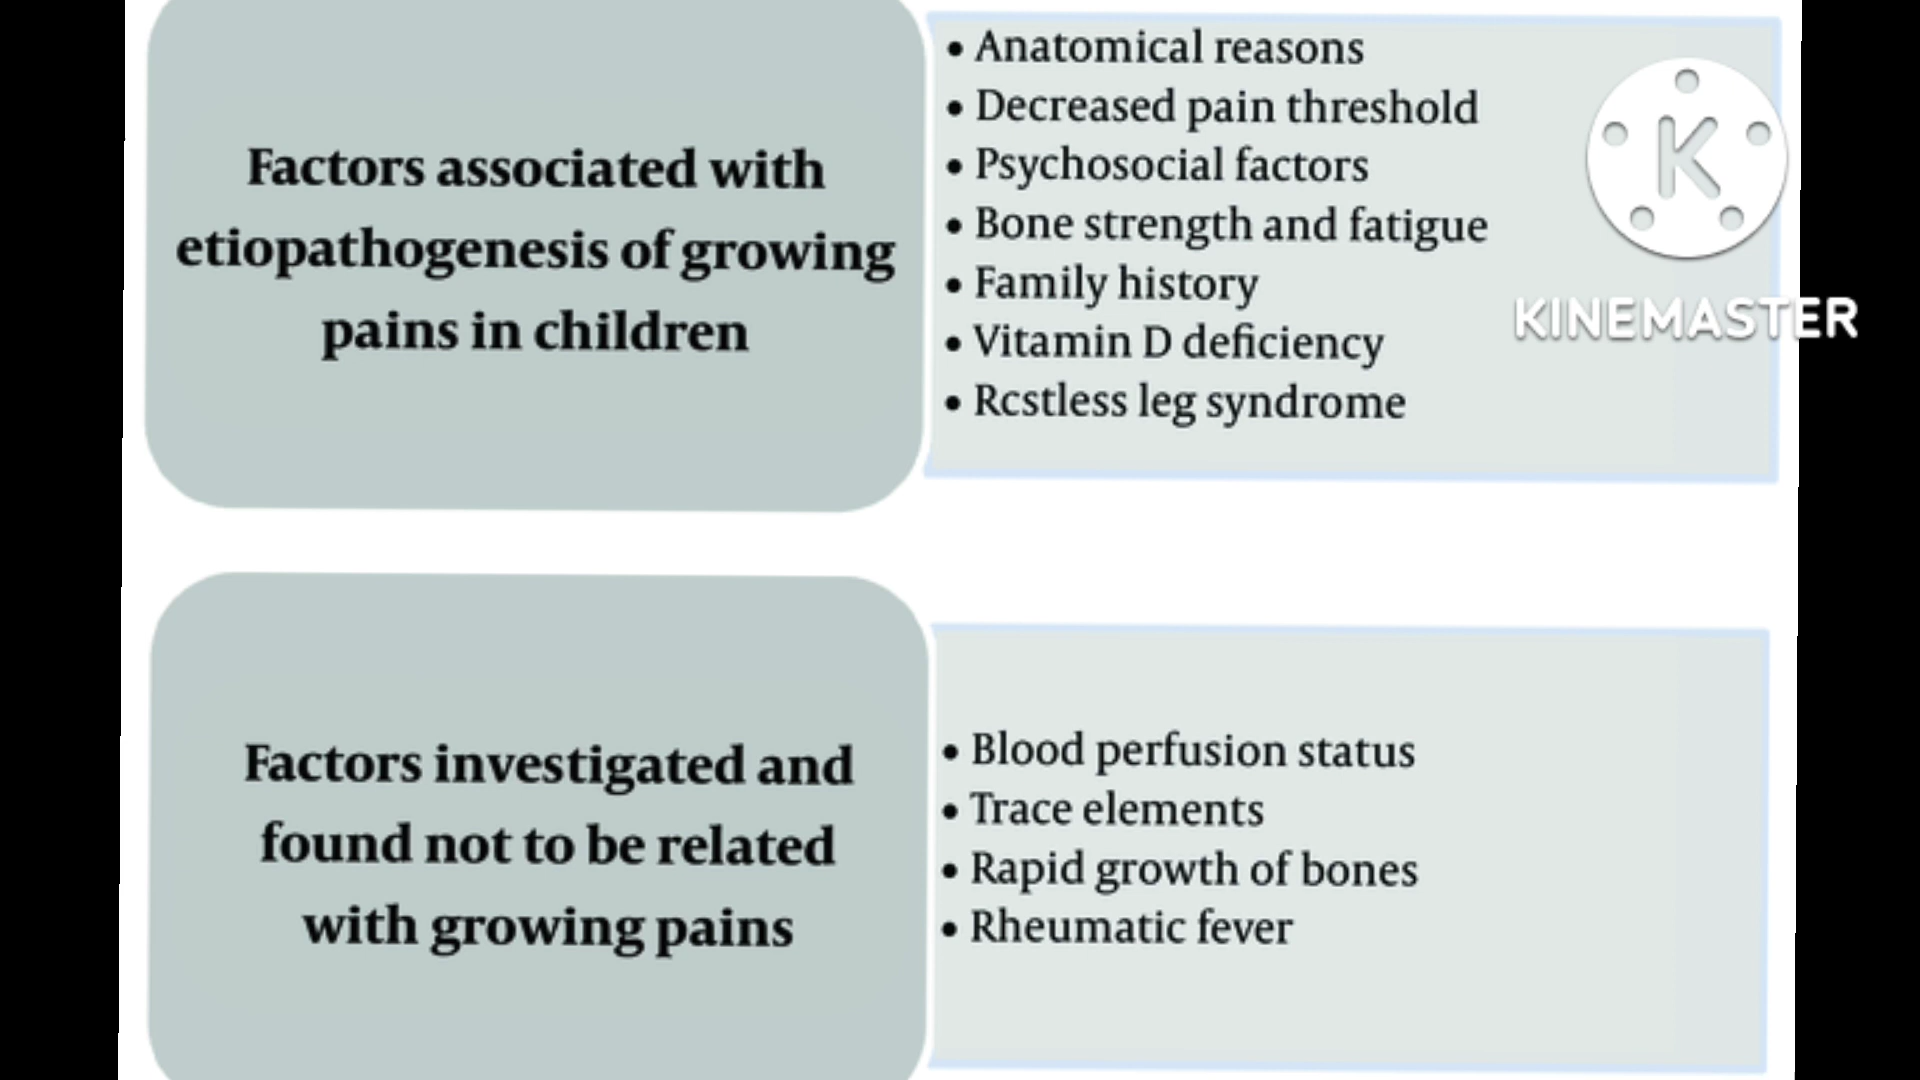 Factors associated with
etiopathogenesis of growing
pains in children
• Anatomical reasons
• Decreased pain threshold
• Psychosocial factors
• Bone strength and fatigue
• Family history
• Vitamin D deficiency
• Rcstless leg syndrome
K
KINEMASTER
Factors investigated and
found not to be related
with growing pains
• Blood perfusion status
• Trace elements
• Rapid growth of bones
• Rheumatic fever